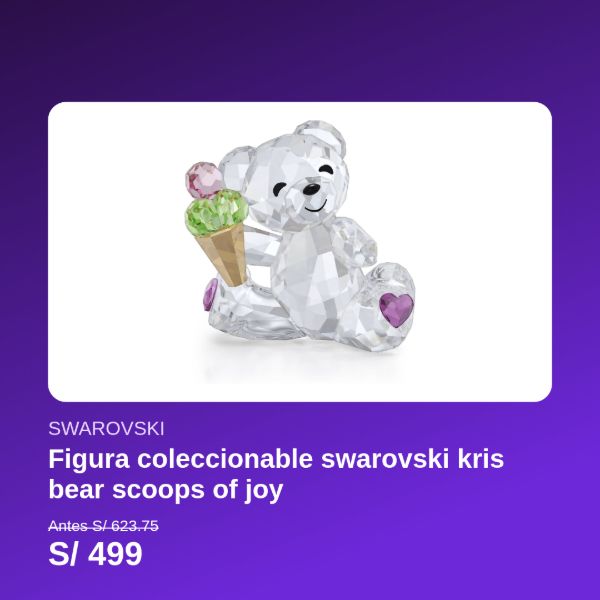 SWAROVSKI
Figura coleccionable swarovski kris
bear scoops of joy
Antes S/ 623.75
S/ 499